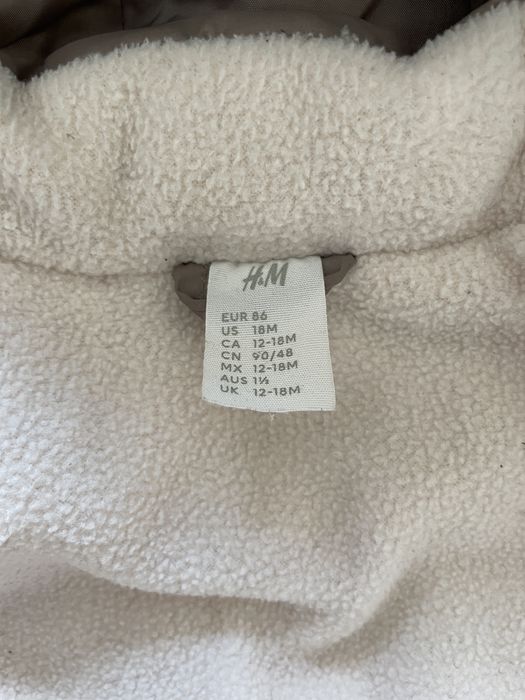 H&M
EUR 86
US 18M
CA 12-18M
CN 90/48
MX 12-18M
AUS 1½
UK 12-18M